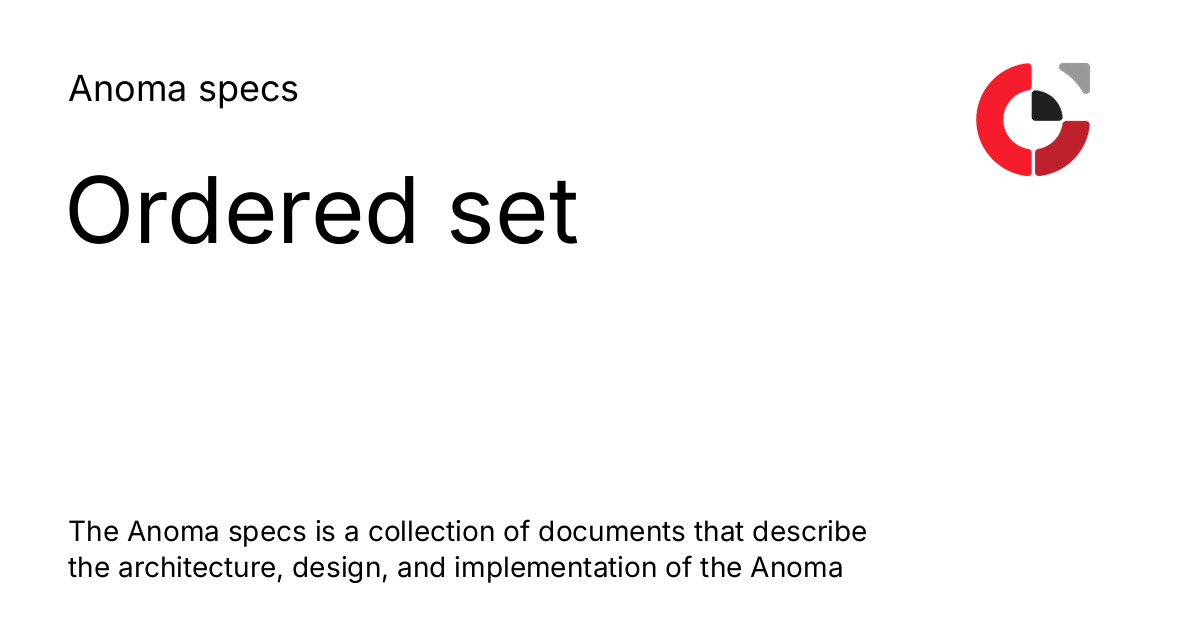 Anoma specs
Ordered set
The Anoma specs is a collection of documents that describe
the architecture, design, and implementation of the Anoma